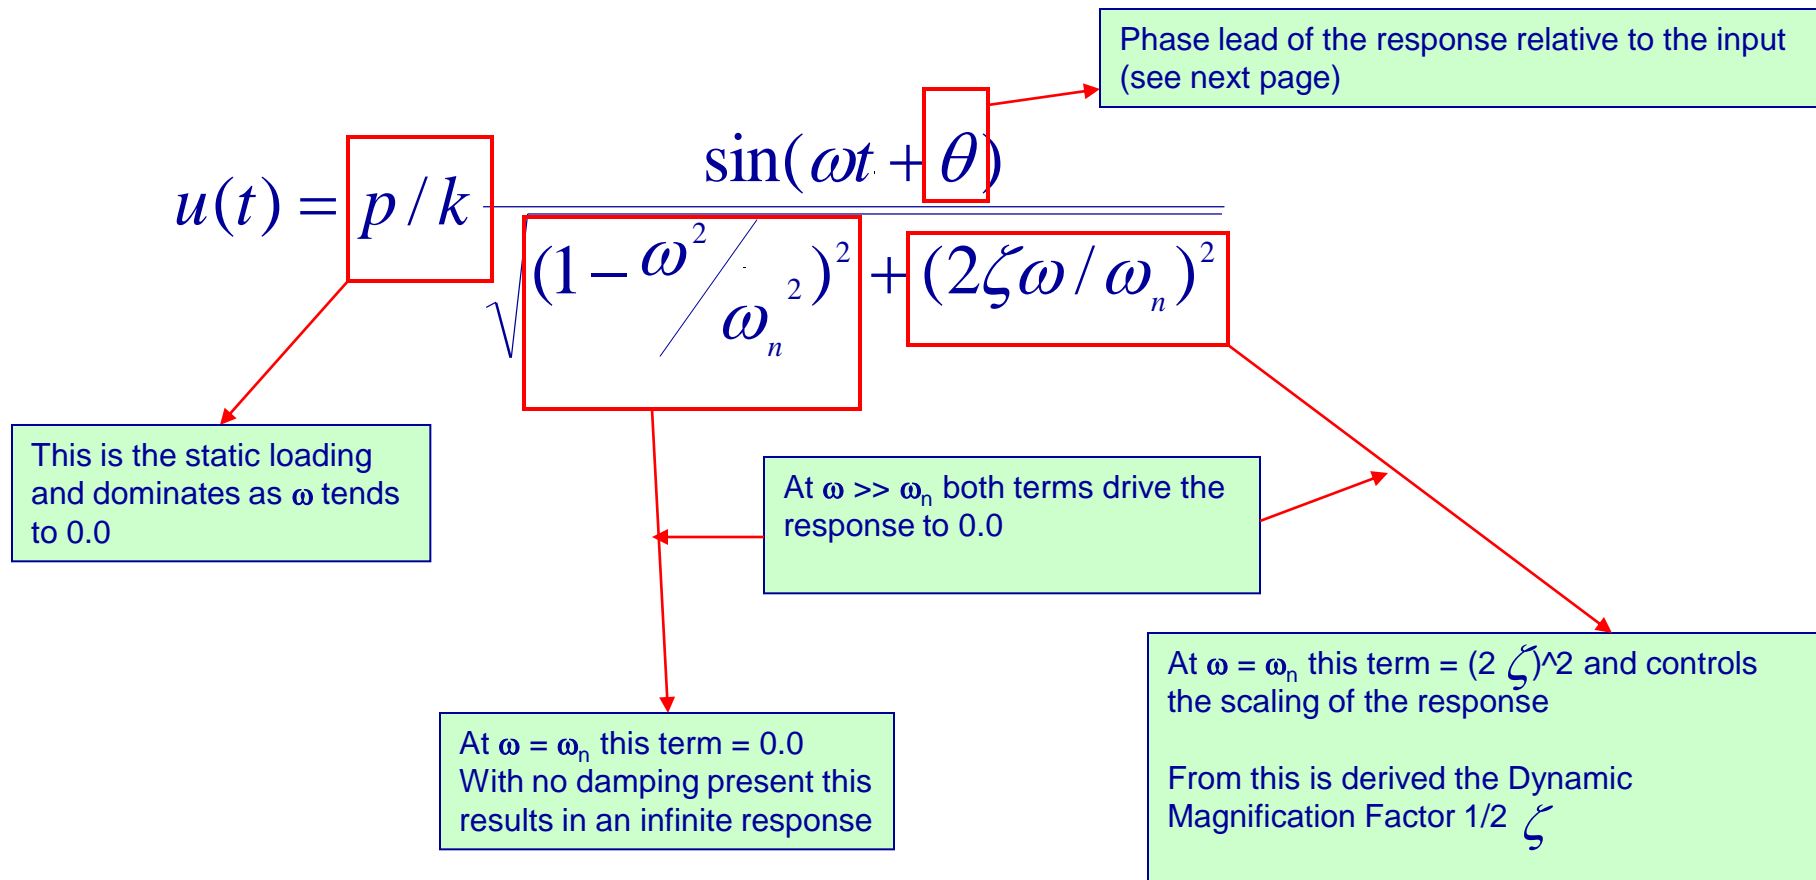 Phase lead of the response relative to the input
(see next page)
u(t) = p / k sin(ωt + θ) / √((1 − ω²/ωₙ²)² + (2ζω / ωₙ)²)
This is the static loading
and dominates as ω tends
to 0.0
At ω >> ωₙ both terms drive the
response to 0.0
At ω = ωₙ this term = 0.0
With no damping present this
results in an infinite response
At ω = ωₙ this term = (2 ζ)^2 and controls
the scaling of the response
From this is derived the Dynamic
Magnification Factor 1/2 ζ